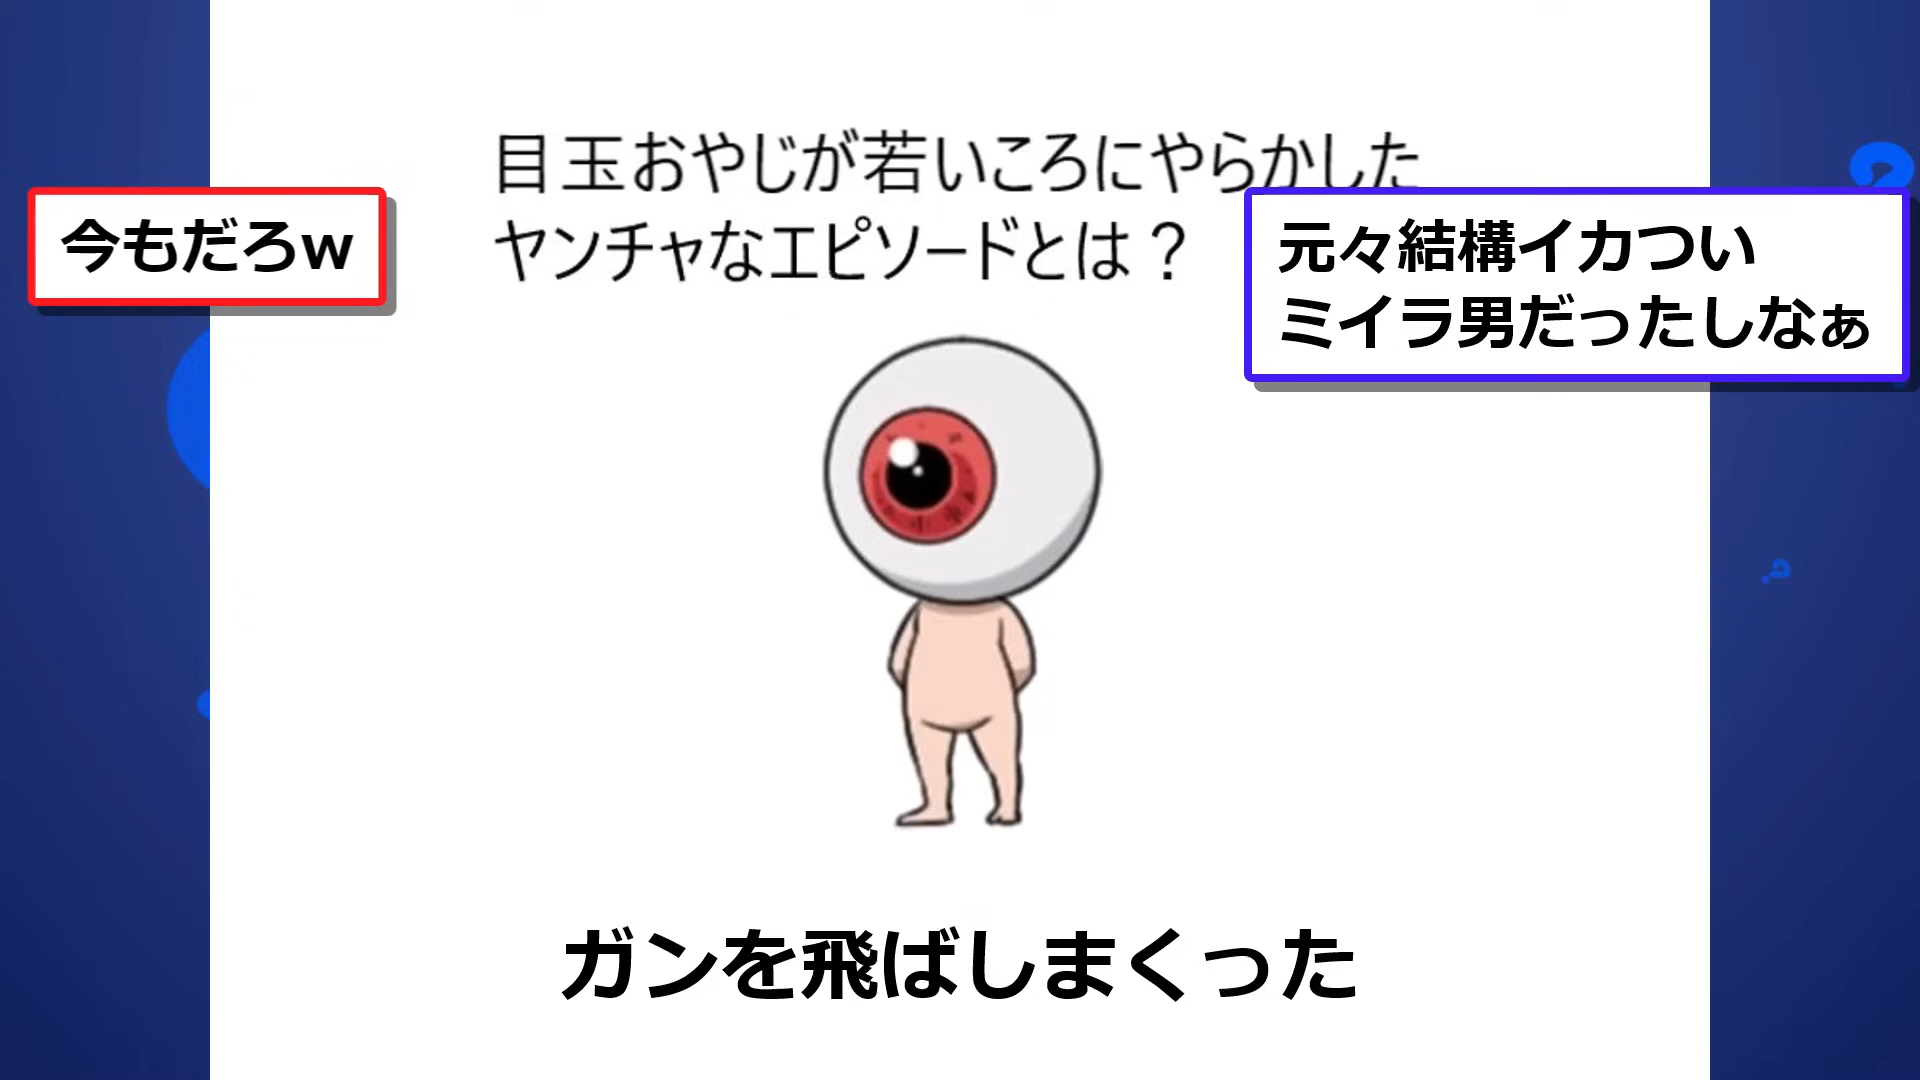 目玉おやじが若いころにやらかした
ヤンチャなエピソードとは？
今もだろw
元々結構イカつい
ミイラ男だったしなぁ
ガンを飛ばしまくった